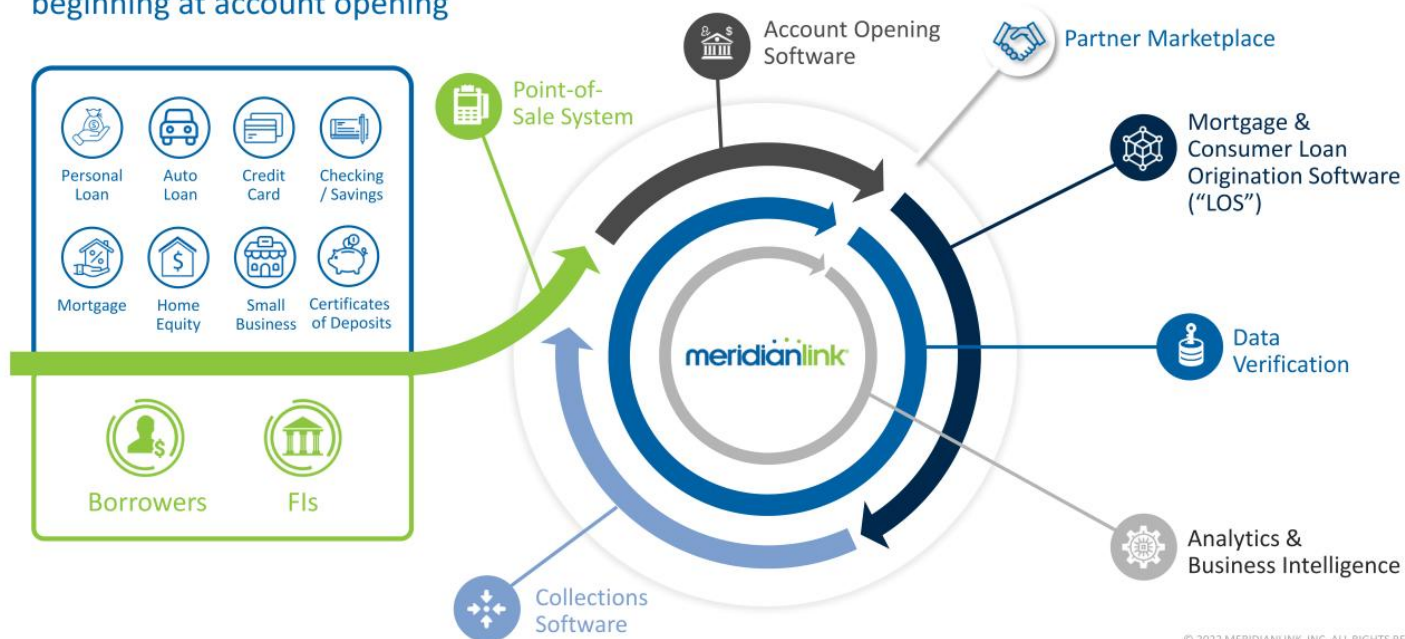 beginning at account opening
Personal
Loan
Auto
Loan
Credit
Card
Checking
/ Savings
Mortgage
Home
Equity
Small
Business
Certificates
of Deposits
Borrowers
FIs
Point-of-
Sale System
Account Opening
Software
Partner Marketplace
Mortgage &
Consumer Loan
Origination Software
(“LOS”)
Data
Verification
Analytics &
Business Intelligence
Collections
Software
meridianlink